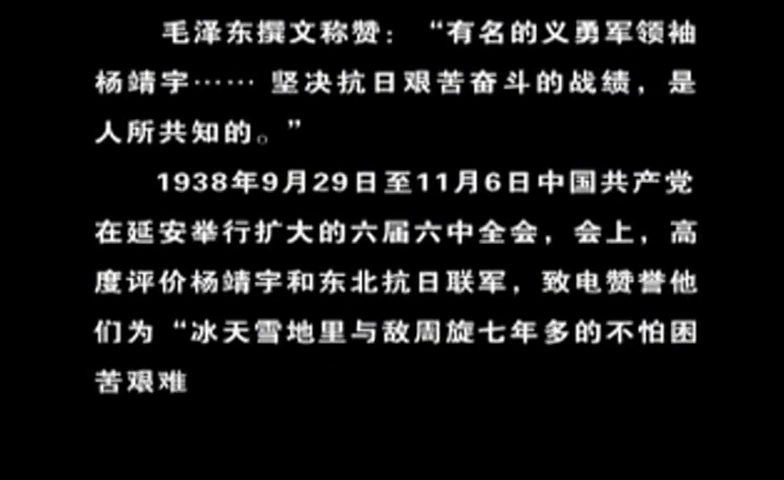 毛泽东撰文称赞：“有名的义勇军领袖
杨靖宇…… 坚决抗日艰苦奋斗的战绩，是
人所共知的。”
1938年9月29日至11月6日中国共产党
在延安举行扩大的六届六中全会，会上，高
度评价杨靖宇和东北抗日联军，致电赞誉他
们为“冰天雪地里与敌周旋七年多的不怕困
苦艰难